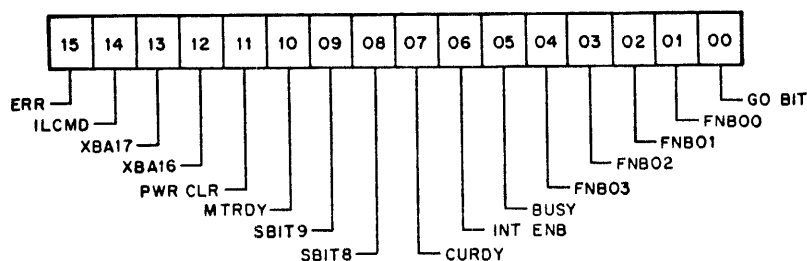 15 14 13 12 11 10 09 08 07 06 05 04 03 02 01 00
ERR GO BIT
ILCMD FNB00
XBA17 FNB01
XBA16 FNB02
PWR CLR FNB03
MTRDY BUSY
SBIT9 INT ENB
SBIT8 CURDY